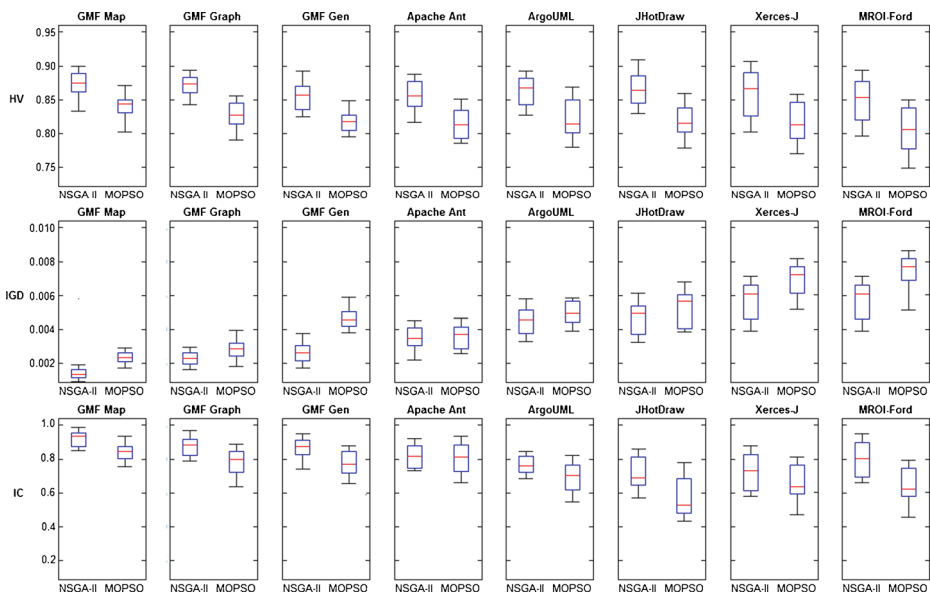 GMF Map GMF Graph GMF Gen Apache Ant ArgoUML JHotDraw Xerces-J MROI-Ford
0.95
0.90
HV 0.85
0.80
0.75
NSGA II MOPSO NSGA II MOPSO NSGA II MOPSO NSGA II MOPSO NSGA II MOPSO NSGA II MOPSO NSGA II MOPSO NSGA II MOPSO
GMF Map GMF Graph GMF Gen Apache Ant ArgoUML JHotDraw Xerces-J MROI-Ford
0.010
0.008
IGD 0.006
0.004
0.002
NSGA-II MOPSO NSGA-II MOPSO NSGA-II MOPSO NSGA-II MOPSO NSGA-II MOPSO NSGA-II MOPSO NSGA-II MOPSO NSGA-II MOPSO
GMF Map GMF Graph GMF Gen Apache Ant ArgoUML JHotDraw Xerces-J MROI-Ford
1.0
0.8
0.6
IC
0.4
0.2
NSGA-II MOPSO NSGA-II MOPSO NSGA-II MOPSO NSGA-II MOPSO NSGA-II MOPSO NSGA-II MOPSO NSGA-II MOPSO NSGA-II MOPSO